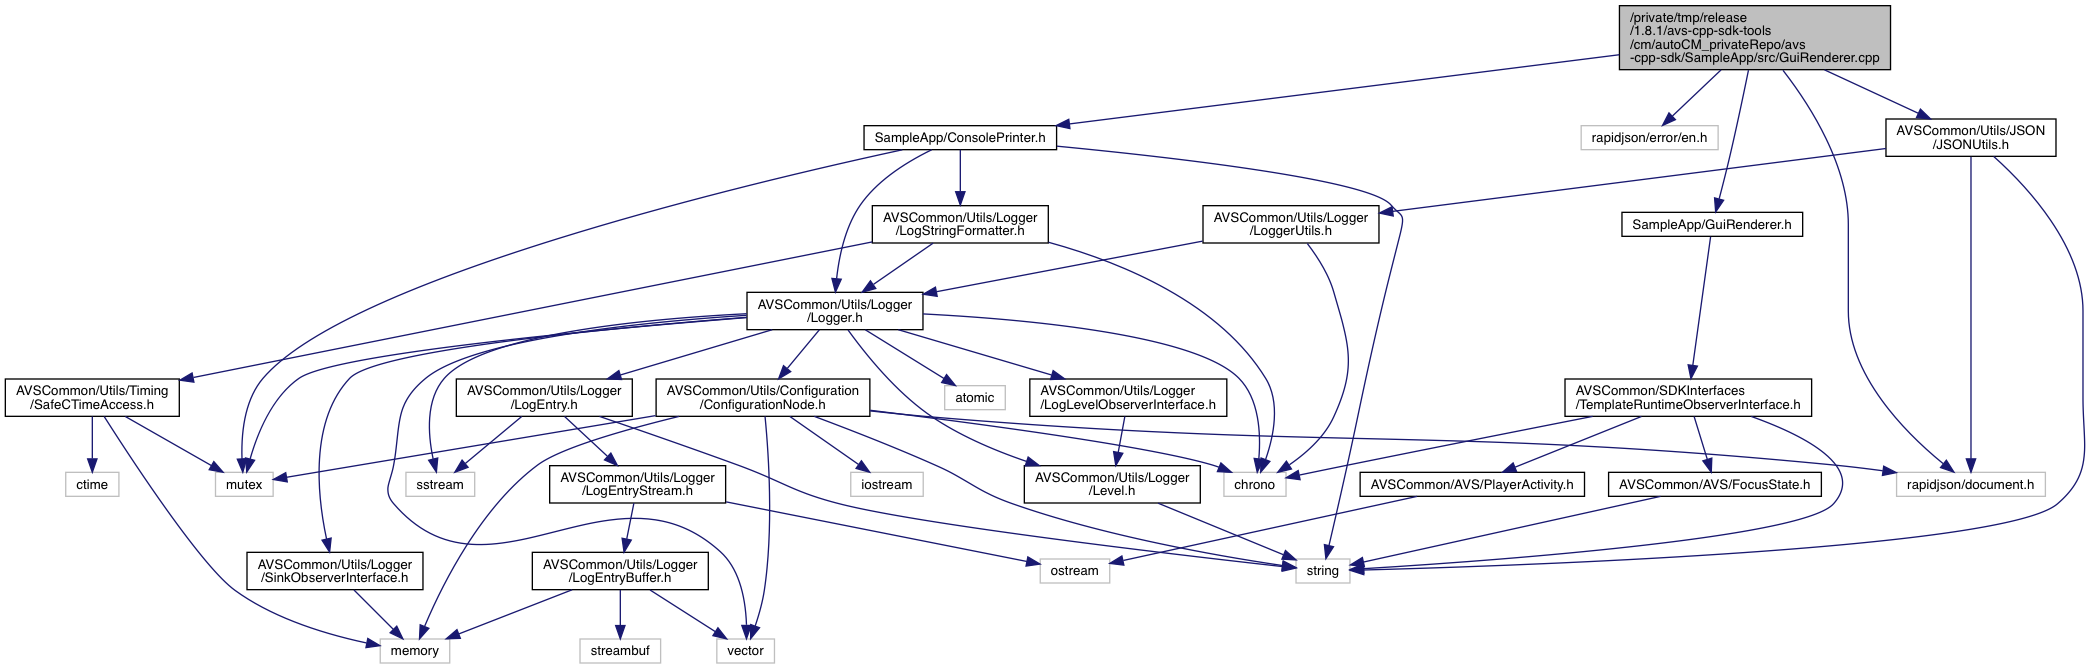 /private/tmp/release
/1.8.1/avs-cpp-sdk-tools
/cm/autoCM_privateRepo/avs
-cpp-sdk/SampleApp/src/GuiRenderer.cpp
SampleApp/ConsolePrinter.h
rapidjson/error/en.h
AVSCommon/Utils/JSON
/JSONUtils.h
AVSCommon/Utils/Logger
/LogStringFormatter.h
AVSCommon/Utils/Logger
/LoggerUtils.h
SampleApp/GuiRenderer.h
AVSCommon/Utils/Logger
/Logger.h
AVSCommon/Utils/Timing
/SafeCTimeAccess.h
AVSCommon/Utils/Logger
/LogEntry.h
AVSCommon/Utils/Configuration
/ConfigurationNode.h
atomic
AVSCommon/Utils/Logger
/LogLevelObserverInterface.h
AVSCommon/SDKInterfaces
/TemplateRuntimeObserverInterface.h
ctime
mutex
sstream
AVSCommon/Utils/Logger
/LogEntryStream.h
iostream
AVSCommon/Utils/Logger
/Level.h
chrono
AVSCommon/AVS/PlayerActivity.h
AVSCommon/AVS/FocusState.h
rapidjson/document.h
AVSCommon/Utils/Logger
/SinkObserverInterface.h
AVSCommon/Utils/Logger
/LogEntryBuffer.h
ostream
string
memory
streambuf
vector